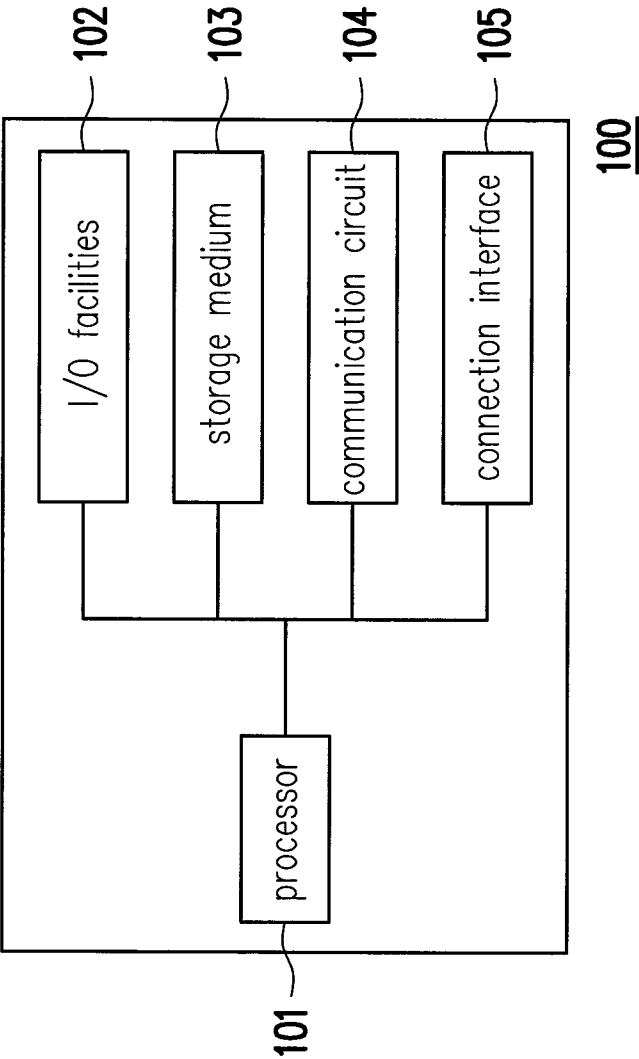 102
103
104
105
I/O facilities
storage medium
communication circuit
connection interface
processor
101
100